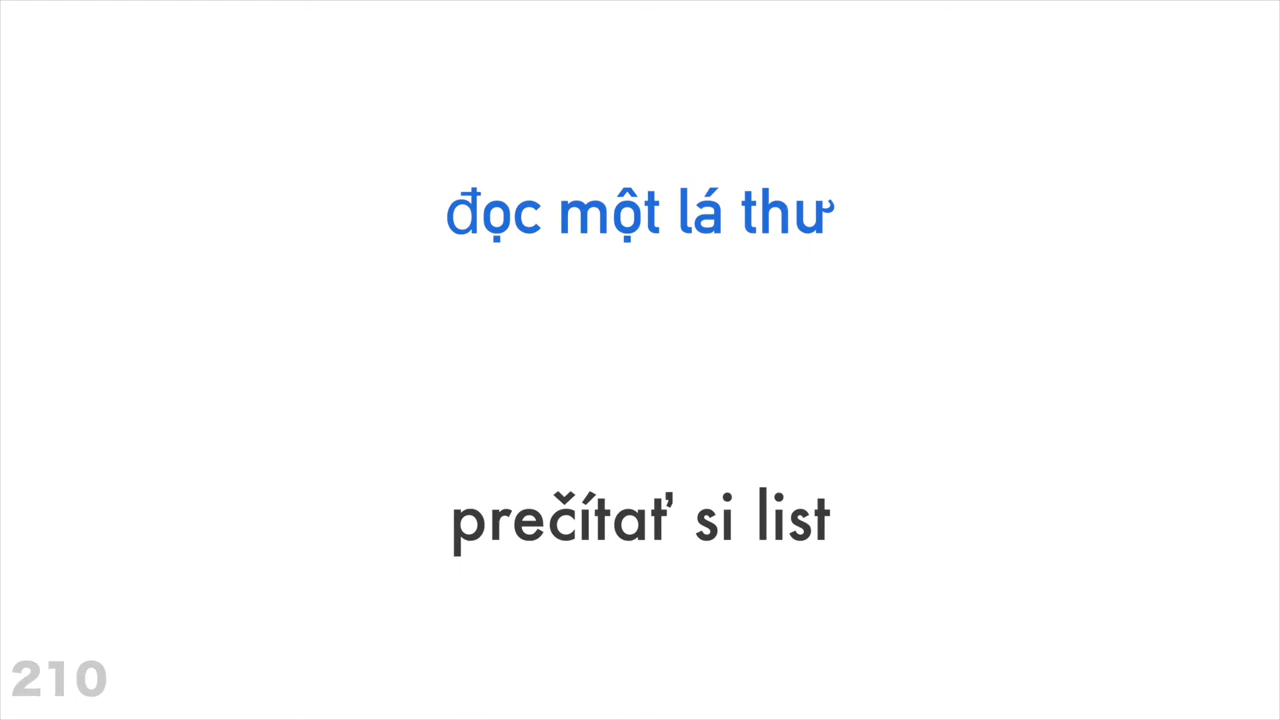 đọc một lá thư
prečítať si list
210